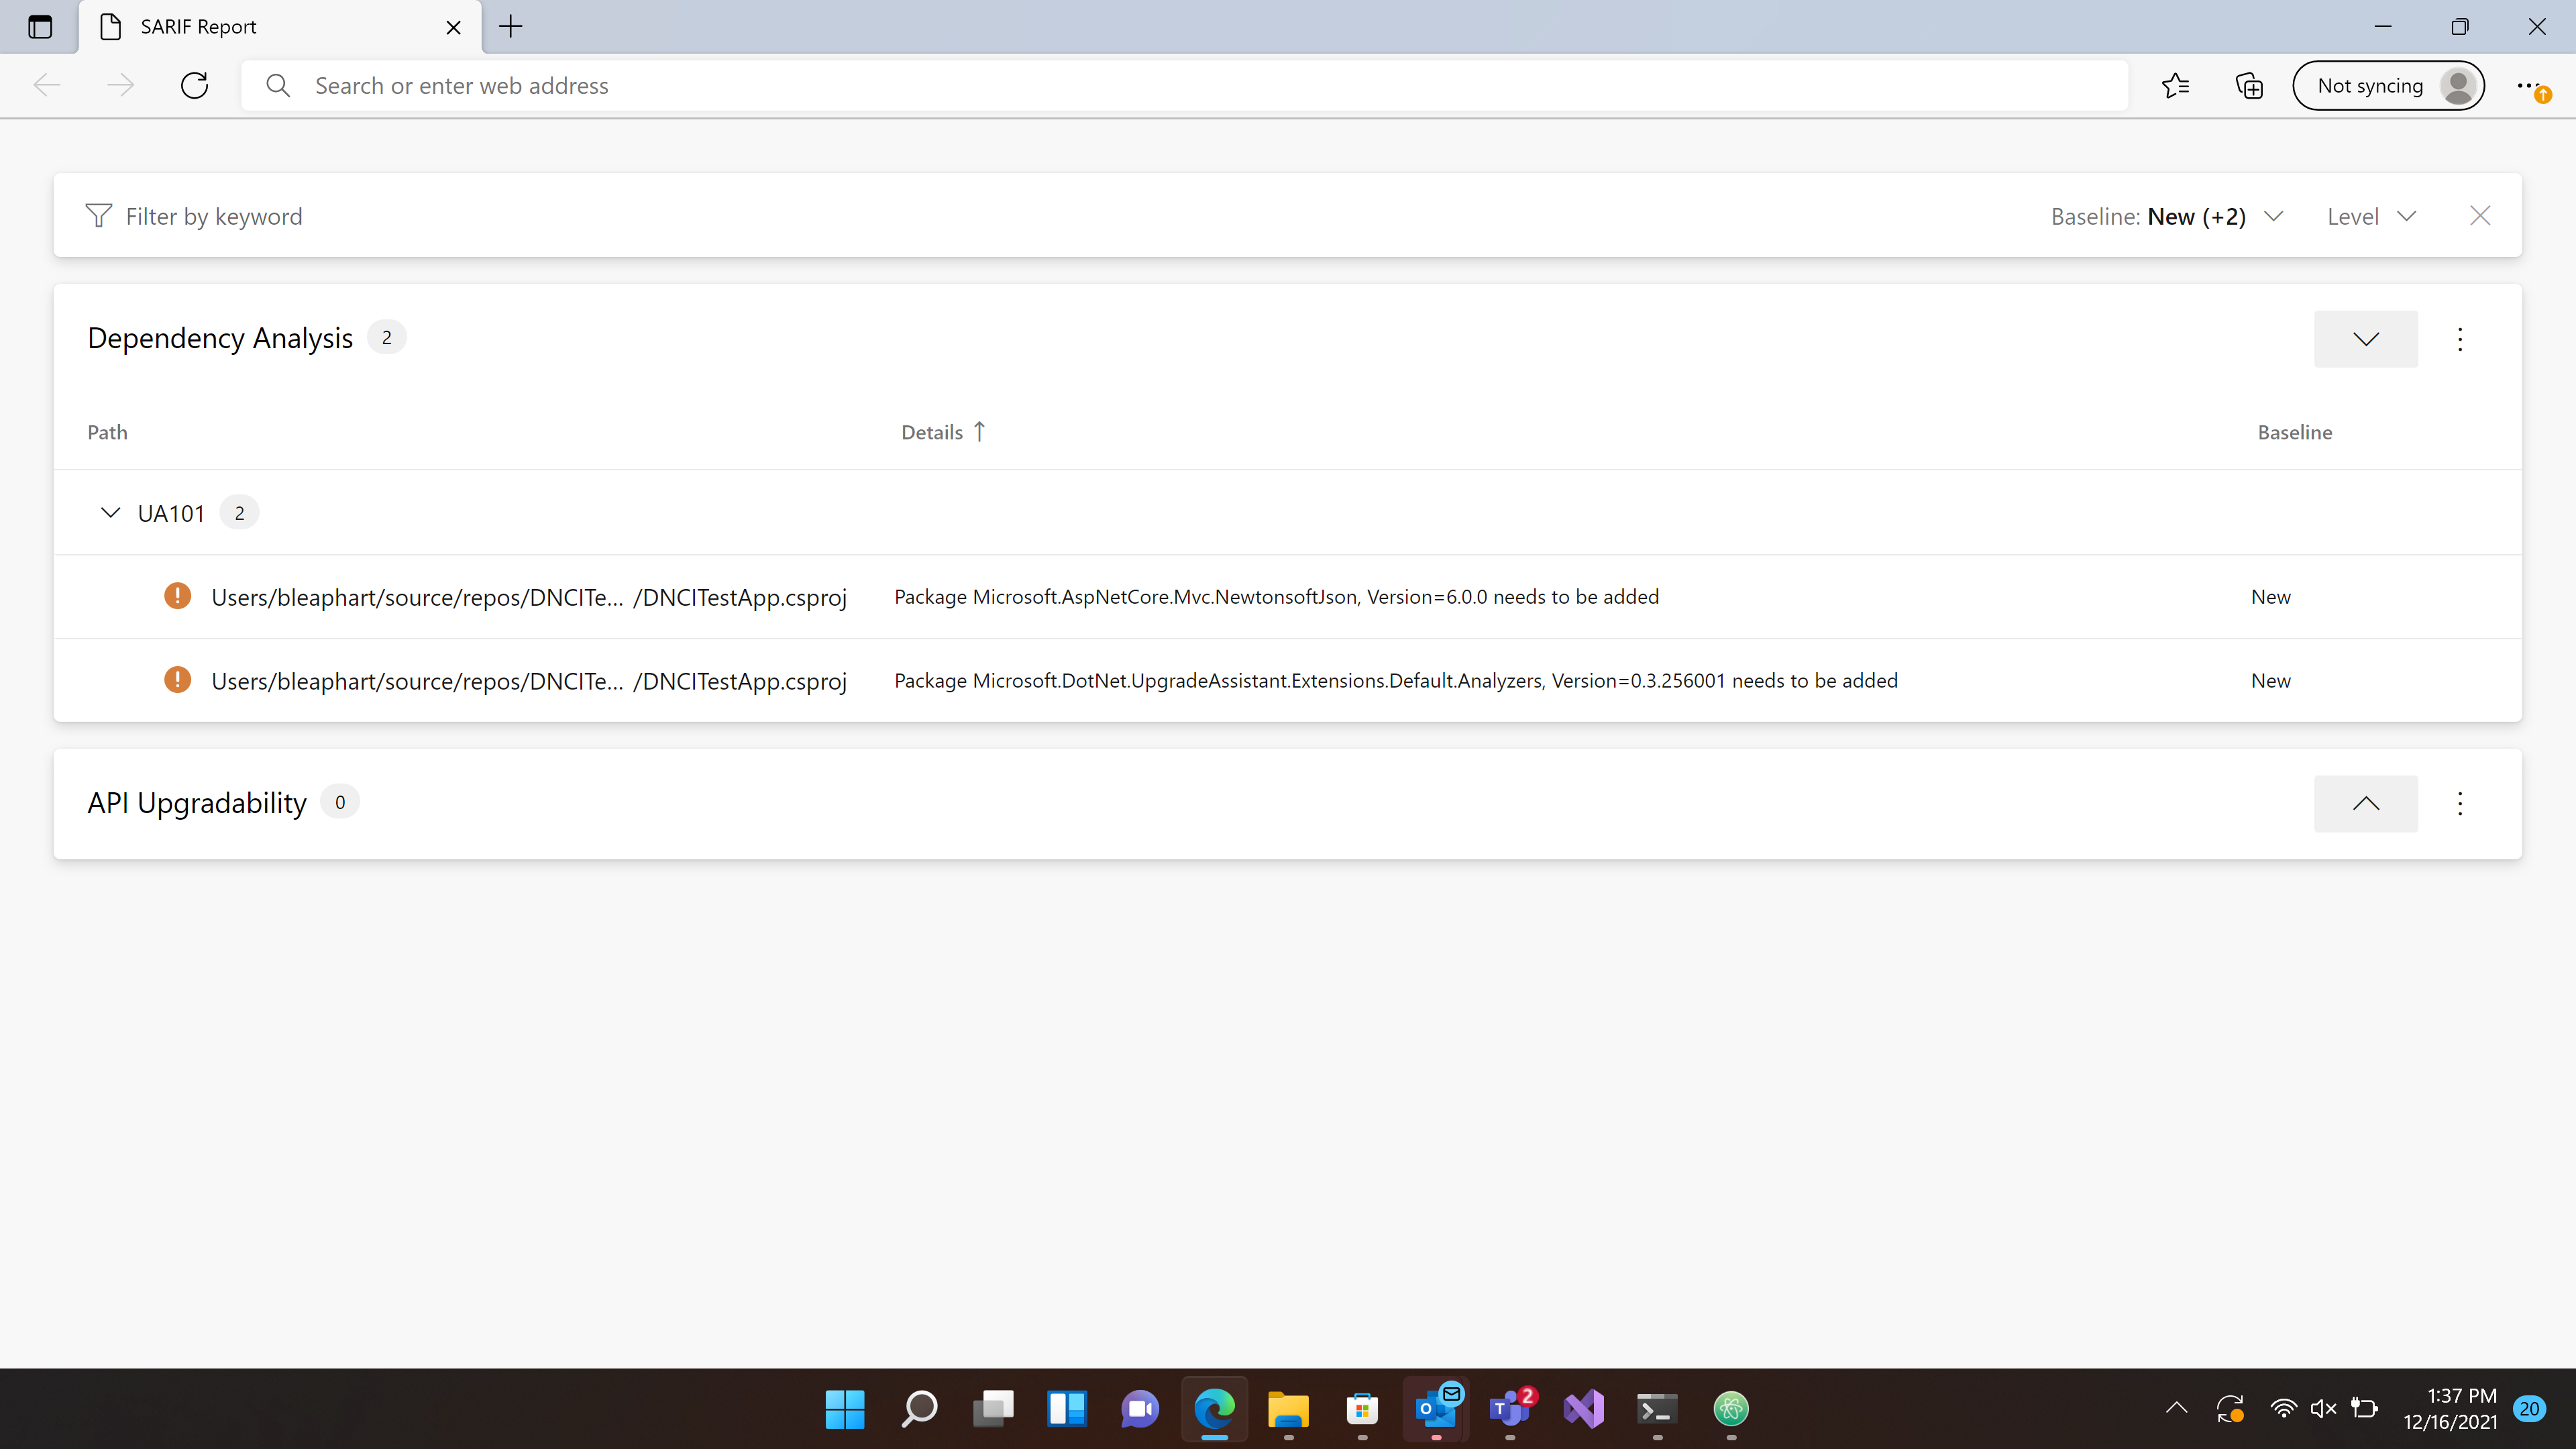 SARIF Report
Search or enter web address
Not syncing
Filter by keyword
Baseline: New (+2)
Level
Dependency Analysis 2
Path Details Baseline
UA101 2
Users/bleaphart/source/repos/DNCITe... /DNCITestApp.csproj Package Microsoft.AspNetCore.Mvc.NewtonsoftJson, Version=6.0.0 needs to be added New
Users/bleaphart/source/repos/DNCITe... /DNCITestApp.csproj Package Microsoft.DotNet.UpgradeAssistant.Extensions.Default.Analyzers, Version=0.3.256001 needs to be added New
API Upgradability 0
2
1:37 PM
12/16/2021
20